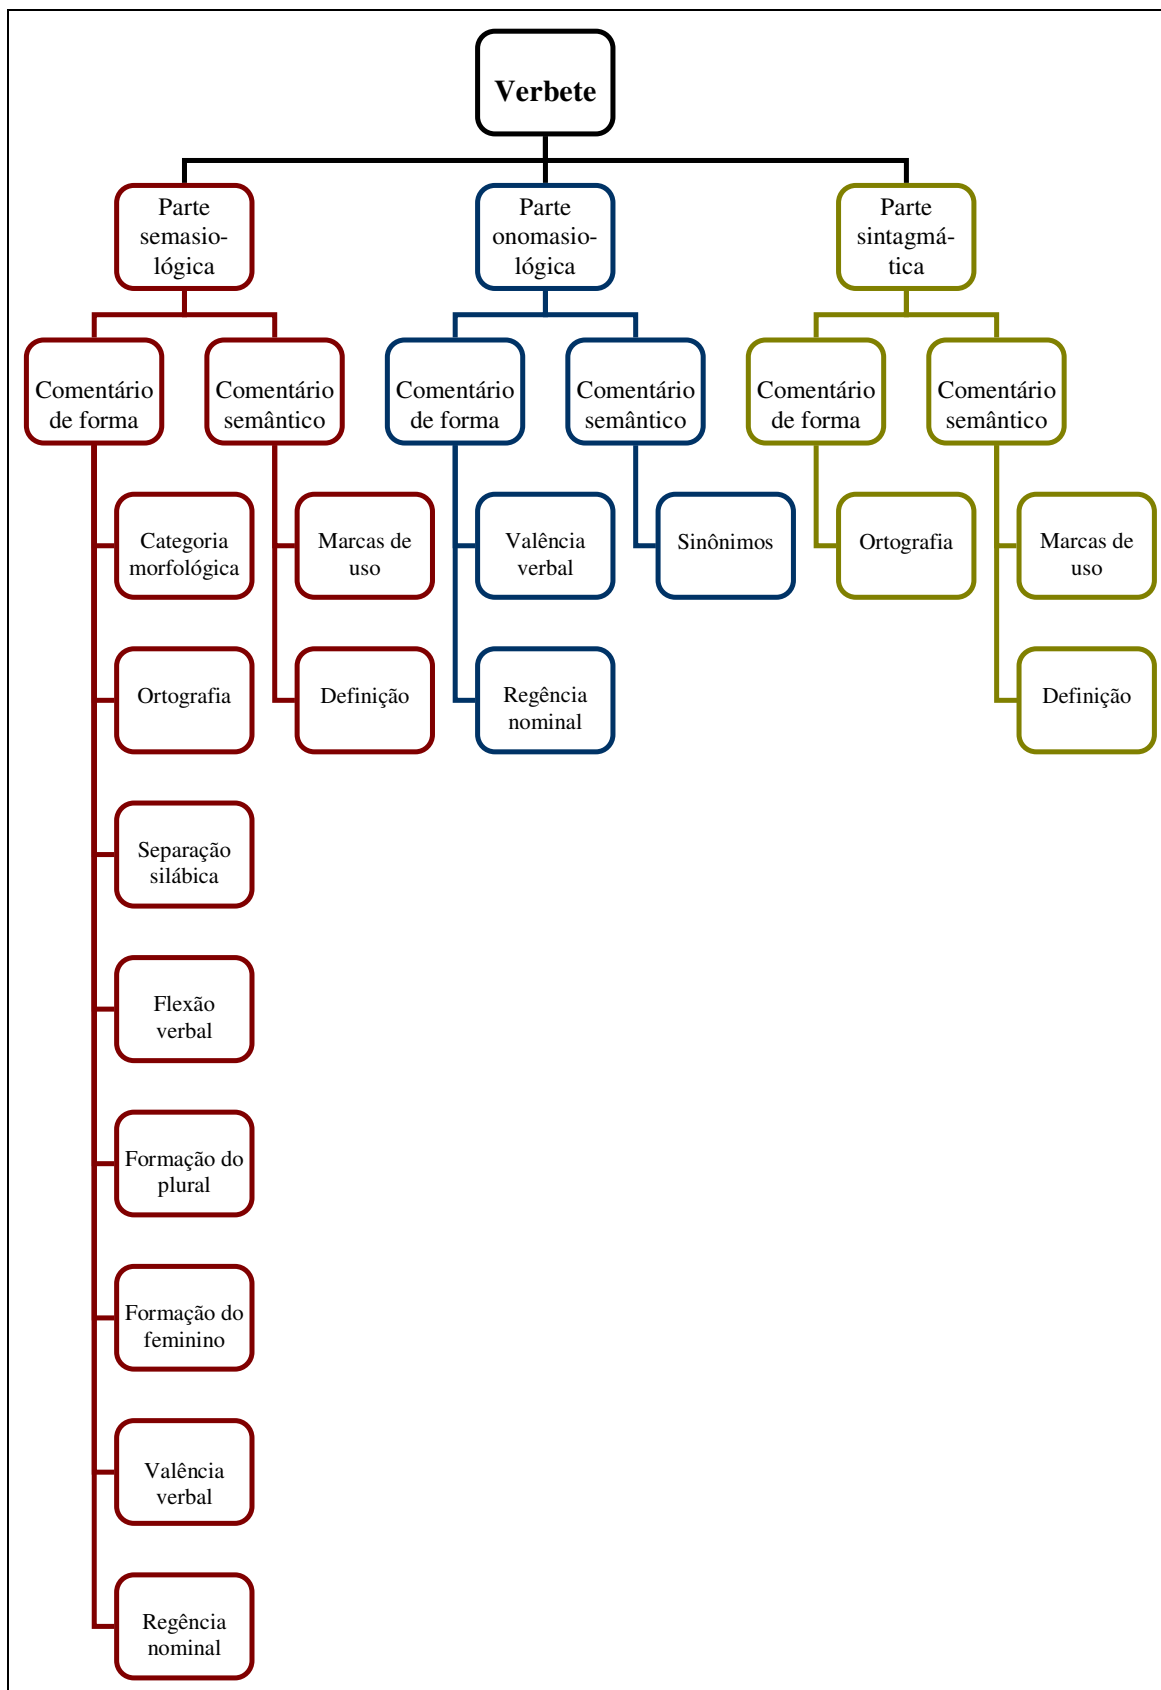 Verbete
Parte
semasio-
lógica
Parte
onomasio-
lógica
Parte
sintagmá-
tica
Comentário
de forma
Comentário
semântico
Comentário
de forma
Comentário
semântico
Comentário
de forma
Comentário
semântico
Categoria
morfológica
Marcas de
uso
Valência
verbal
Sinônimos
Ortografia
Marcas de
uso
Ortografia
Definição
Regência
nominal
Definição
Separação
silábica
Flexão
verbal
Formação do
plural
Formação do
feminino
Valência
verbal
Regência
nominal